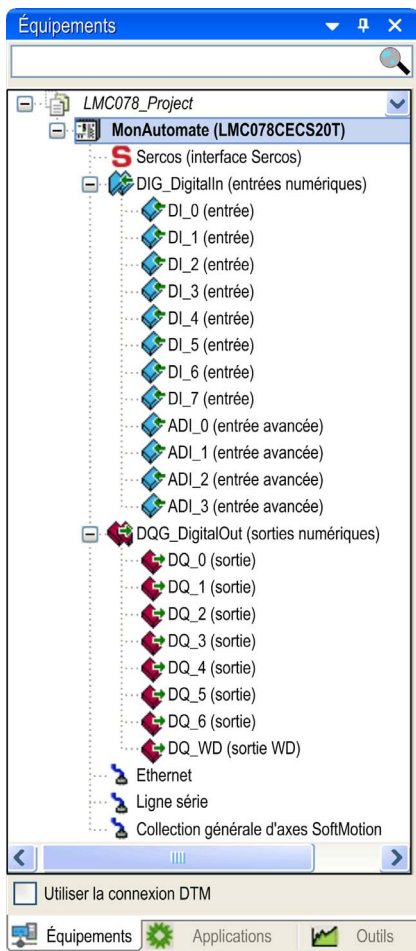 Équipements
LMC078_Project
MonAutomate (LMC078CECS20T)
Sercos (interface Sercos)
DIG_DigitalIn (entrées numériques)
DI_0 (entrée)
DI_1 (entrée)
DI_2 (entrée)
DI_3 (entrée)
DI_4 (entrée)
DI_5 (entrée)
DI_6 (entrée)
DI_7 (entrée)
ADI_0 (entrée avancée)
ADI_1 (entrée avancée)
ADI_2 (entrée avancée)
ADI_3 (entrée avancée)
DQG_DigitalOut (sorties numériques)
DQ_0 (sortie)
DQ_1 (sortie)
DQ_2 (sortie)
DQ_3 (sortie)
DQ_4 (sortie)
DQ_5 (sortie)
DQ_6 (sortie)
DQ_WD (sortie WD)
Ethernet
Ligne série
Collection générale d'axes SoftMotion
Utiliser la connexion DTM
Équipements Applications Outils